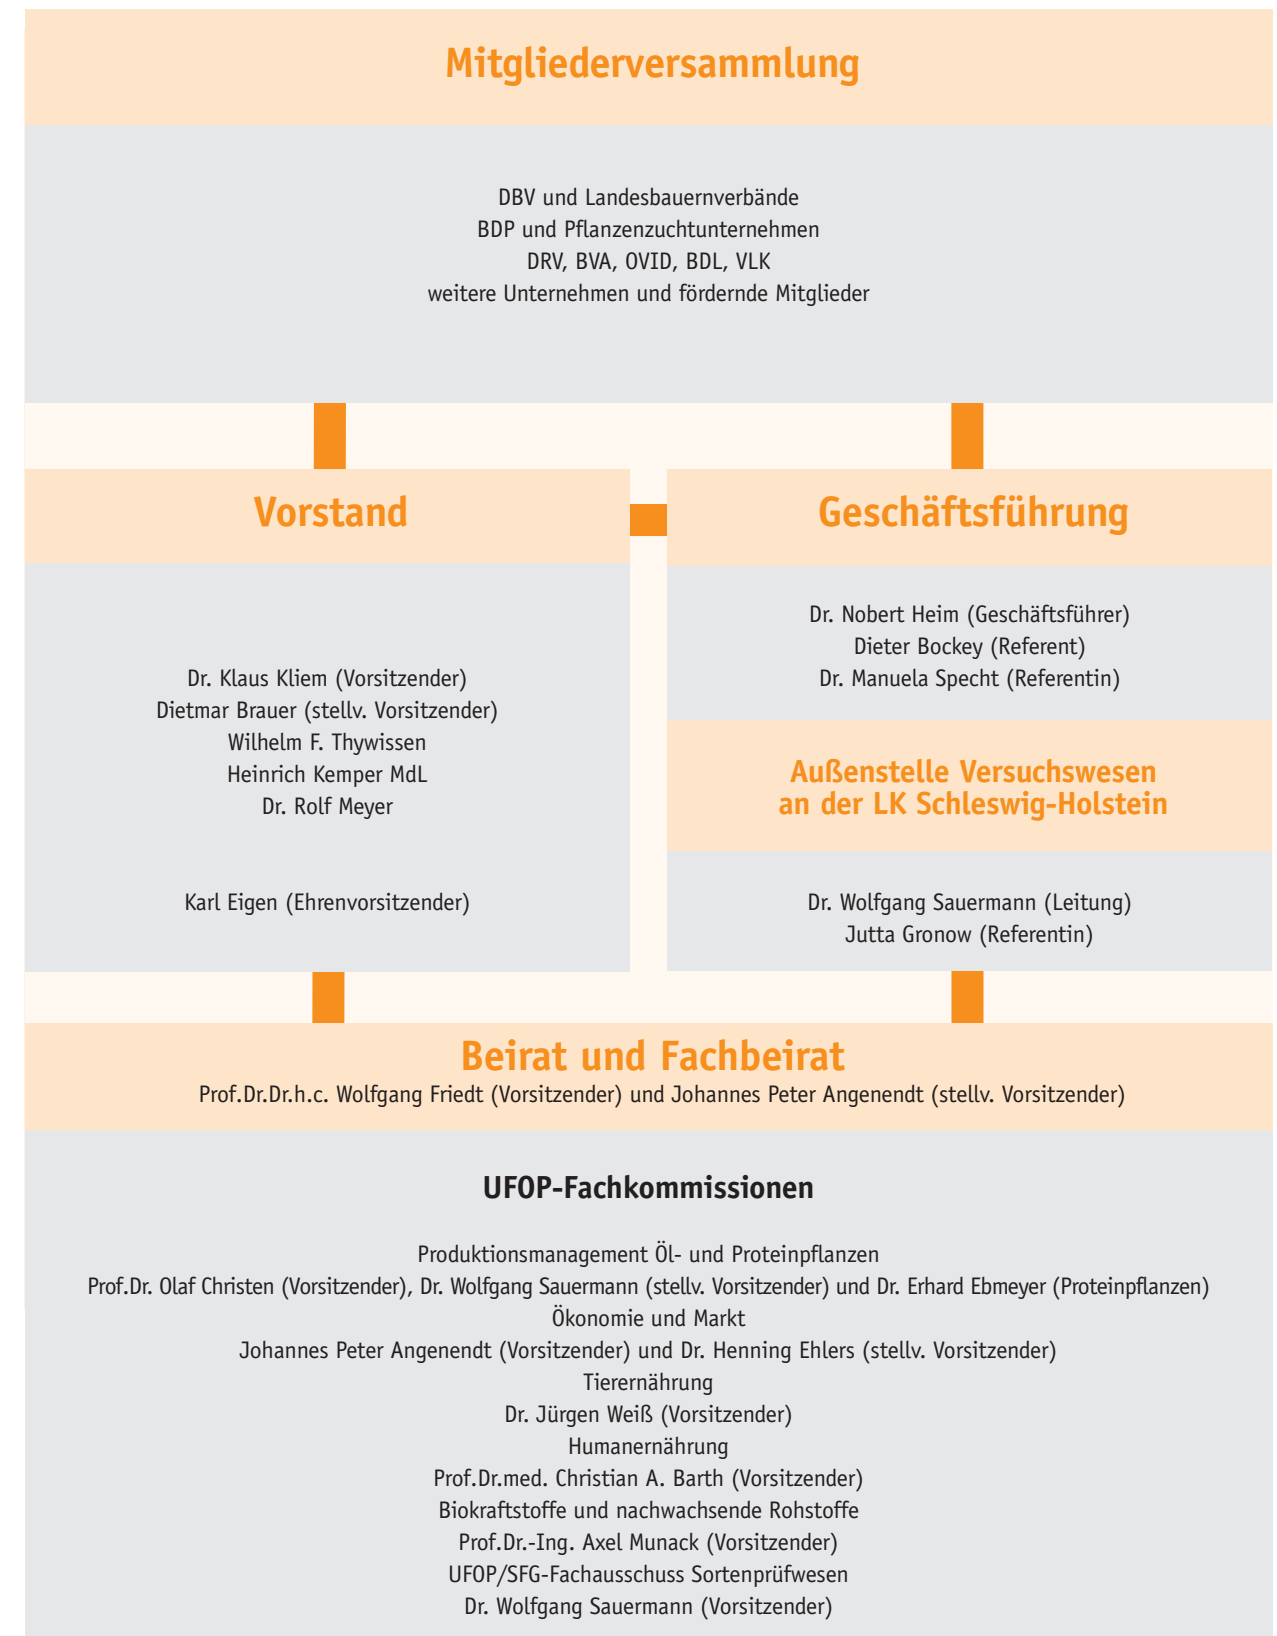 Mitgliederversammlung
DBV und Landesbauernverbände
BDP und Pflanzenzuchtunternehmen
DRV, BVA, OVID, BDL, VLK
weitere Unternehmen und fördernde Mitglieder
Vorstand
Dr. Klaus Kliem (Vorsitzender)
Dietmar Brauer (stellv. Vorsitzender)
Wilhelm F. Thywissen
Heinrich Kemper MdL
Dr. Rolf Meyer
Karl Eigen (Ehrenvorsitzender)
Geschäftsführung
Dr. Nobert Heim (Geschäftsführer)
Dieter Bockey (Referent)
Dr. Manuela Specht (Referentin)
Außenstelle Versuchswesen
an der LK Schleswig-Holstein
Dr. Wolfgang Sauermann (Leitung)
Jutta Gronow (Referentin)
Beirat und Fachbeirat
Prof.Dr.Dr.h.c. Wolfgang Friedt (Vorsitzender) und Johannes Peter Angenendt (stellv. Vorsitzender)
UFOP-Fachkommissionen
Produktionsmanagement Öl- und Proteinpflanzen
Prof.Dr. Olaf Christen (Vorsitzender), Dr. Wolfgang Sauermann (stellv. Vorsitzender) und Dr. Erhard Ebmeyer (Proteinpflanzen)
Ökonomie und Markt
Johannes Peter Angenendt (Vorsitzender) und Dr. Henning Ehlers (stellv. Vorsitzender)
Tierernährung
Dr. Jürgen Weiß (Vorsitzender)
Humanernährung
Prof.Dr.med. Christian A. Barth (Vorsitzender)
Biokraftstoffe und nachwachsende Rohstoffe
Prof.Dr.-Ing. Axel Munack (Vorsitzender)
UFOP/SFG-Fachausschuss Sortenprüfwesen
Dr. Wolfgang Sauermann (Vorsitzender)